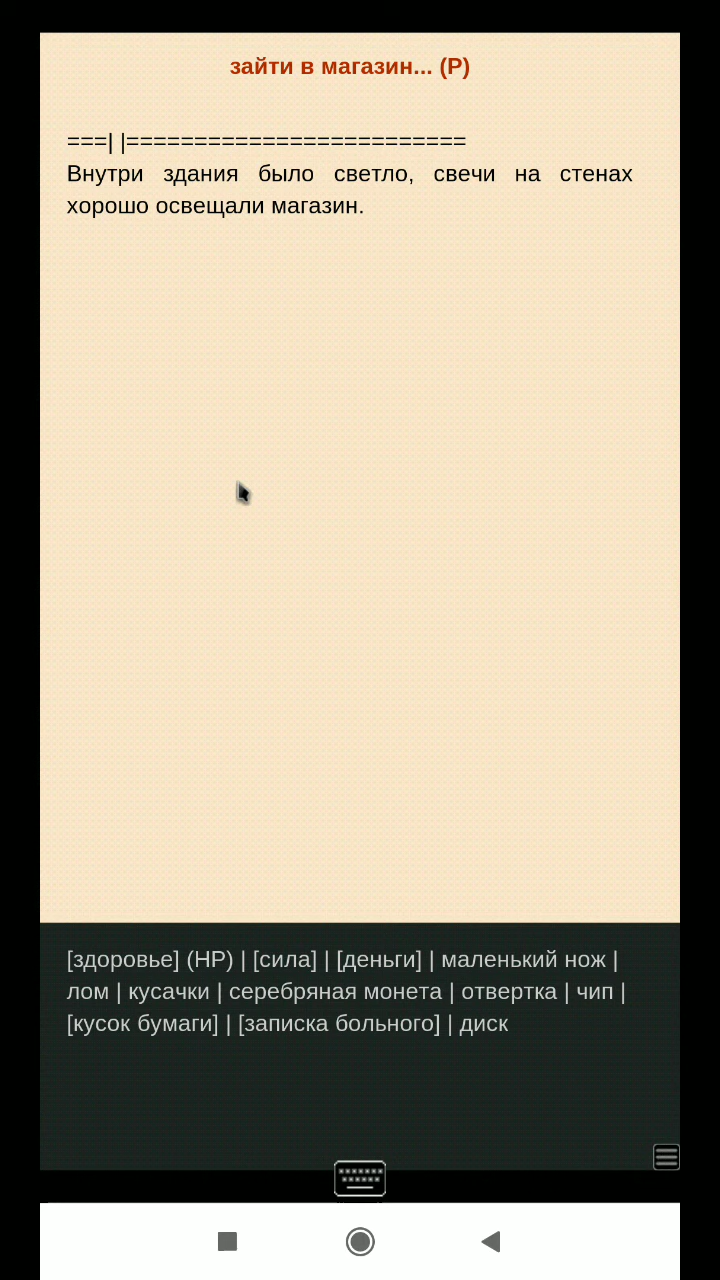 зайти в магазин... (P)
===| |=========================
Внутри здания было светло, свечи на стенах
хорошо освещали магазин.
[здоровье] (HP) | [сила] | [деньги] | маленький нож |
лом | кусачки | серебряная монета | отвертка | чип |
[кусок бумаги] | [записка больного] | диск